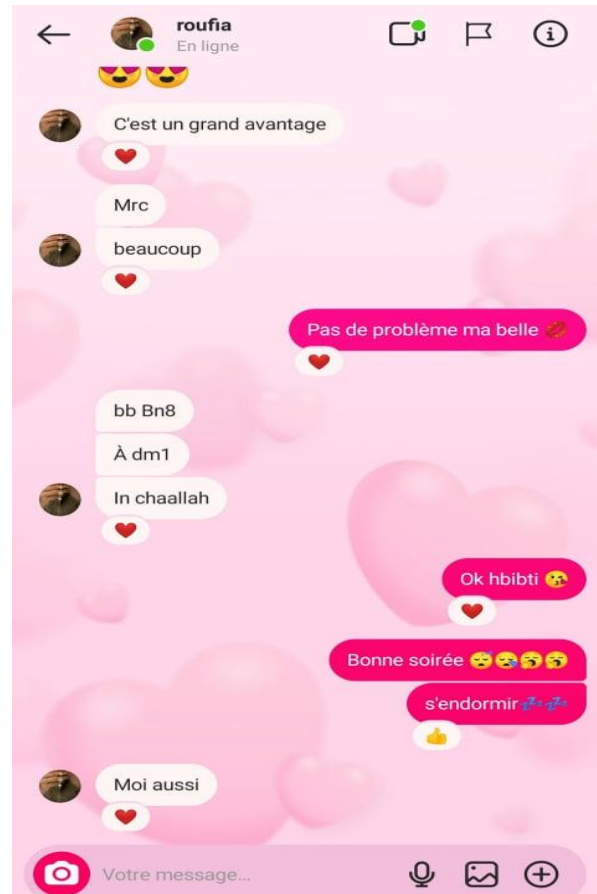 roufia
En ligne
😍😍
C'est un grand avantage
❤️
Mrc
beaucoup
❤️
Pas de problème ma belle 💋
❤️
bb Bn8
À dm1
In chaallah
❤️
Ok hbibti 😘
❤️
Bonne soirée 😴😪🥱🥱
s'endormir💤💤
👍
Moi aussi
❤️
Votre message...